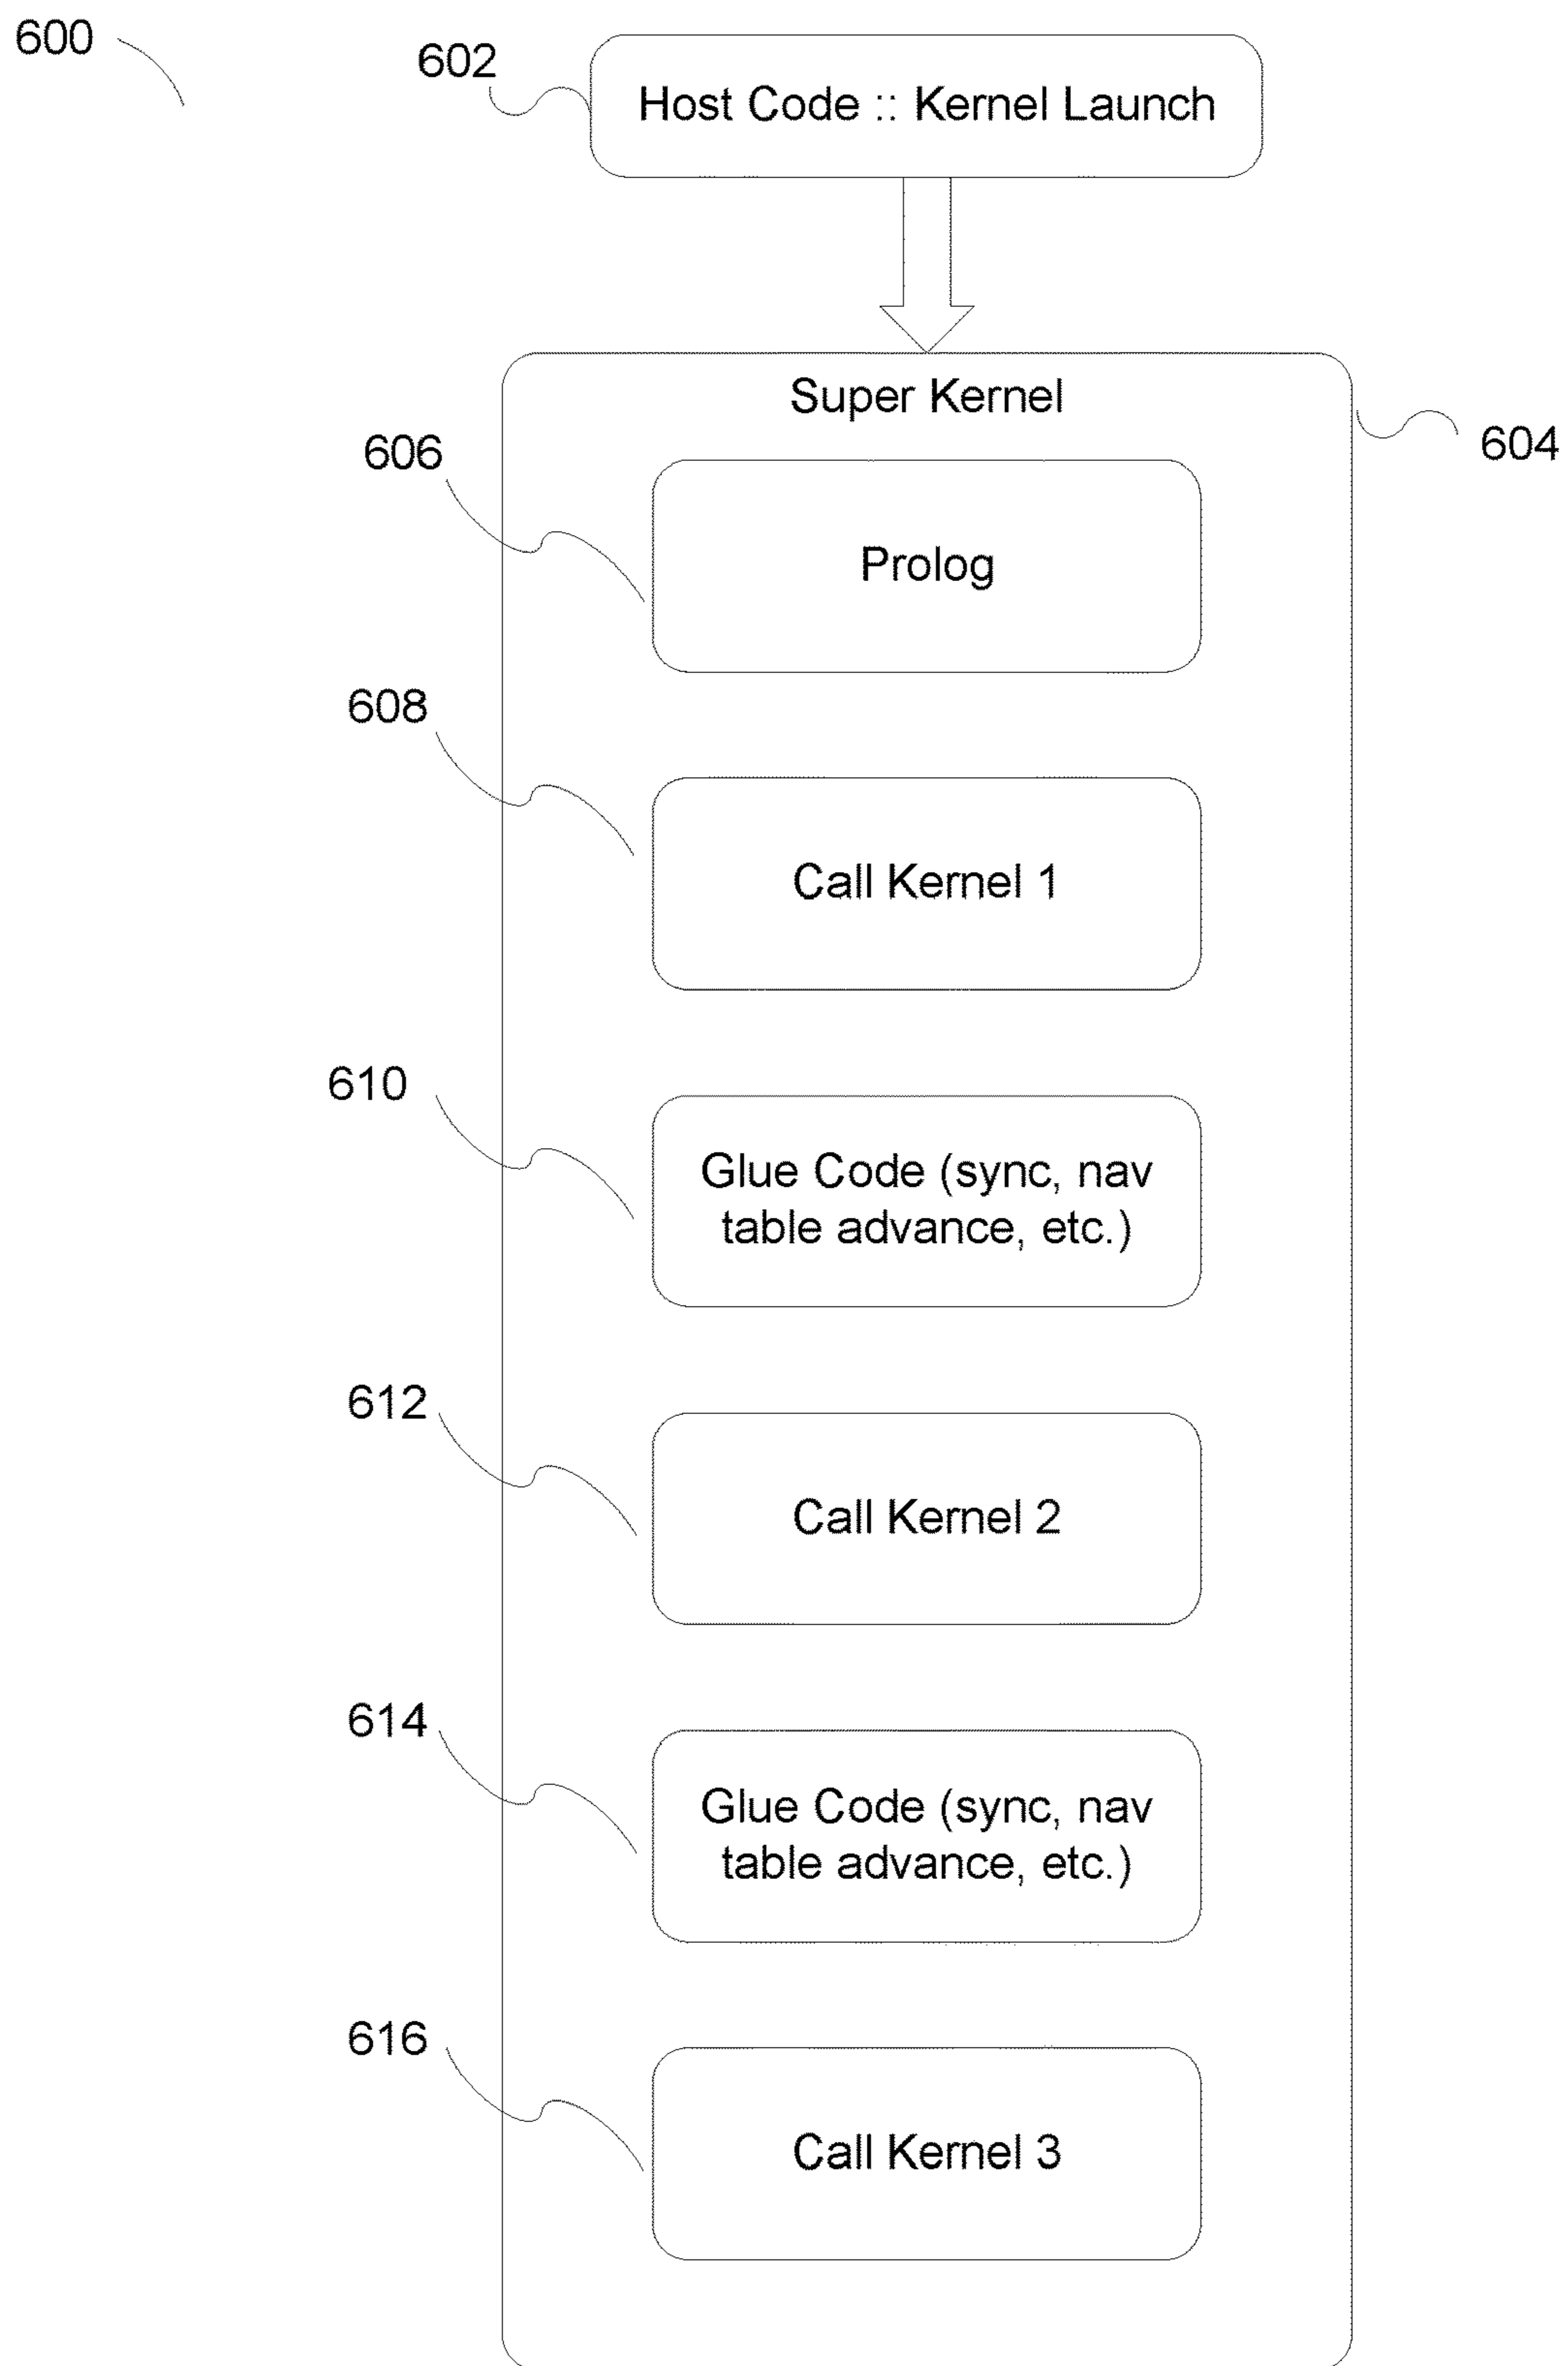 600
602
Host Code :: Kernel Launch
Super Kernel
604
606
Prolog
608
Call Kernel 1
610
Glue Code (sync, nav
table advance, etc.)
612
Call Kernel 2
614
Glue Code (sync, nav
table advance, etc.)
616
Call Kernel 3